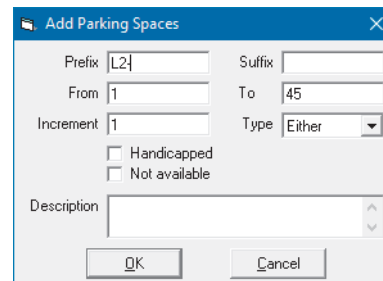 Add Parking Spaces
Prefix L2- Suffix
From 1 To 45
Increment 1 Type Either
Handicapped
Not available
Description
OK Cancel